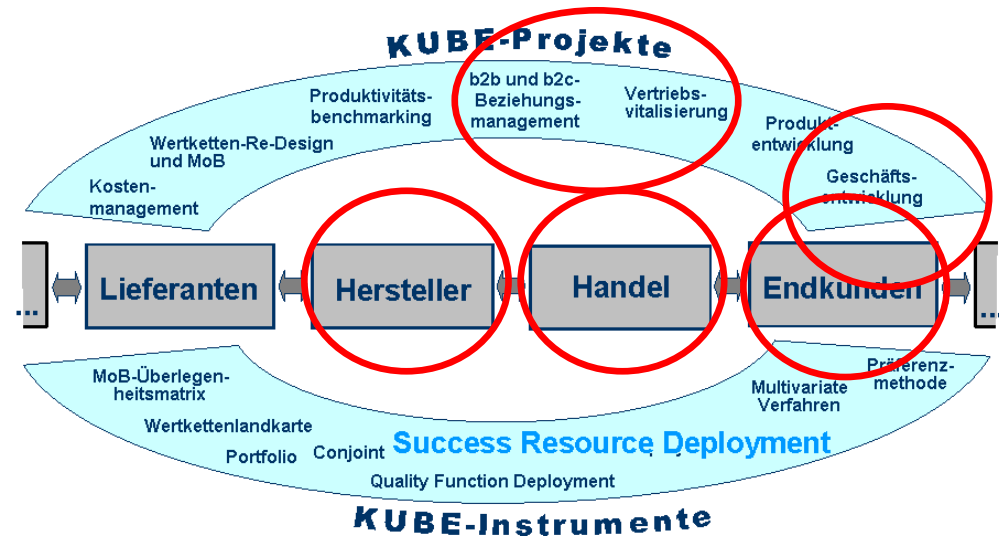 KUBE-Projekte
b2b und b2c-
Beziehungs-
management
Vertriebs-
vitalisierung
Produktivitäts-
benchmarking
Produkt-
entwicklung
Wertketten-Re-Design
und MoB
Geschäfts-
entwicklung
Kosten-
management
...
Lieferanten
Hersteller
Handel
Endkunden
...
MoB-Überlegen-
heitsmatrix
Präferenz-
methode
Multivariate
Verfahren
Wertkettenlandkarte
Portfolio
Conjoint
Success Resource Deployment
Quality Function Deployment
KUBE-Instrumente